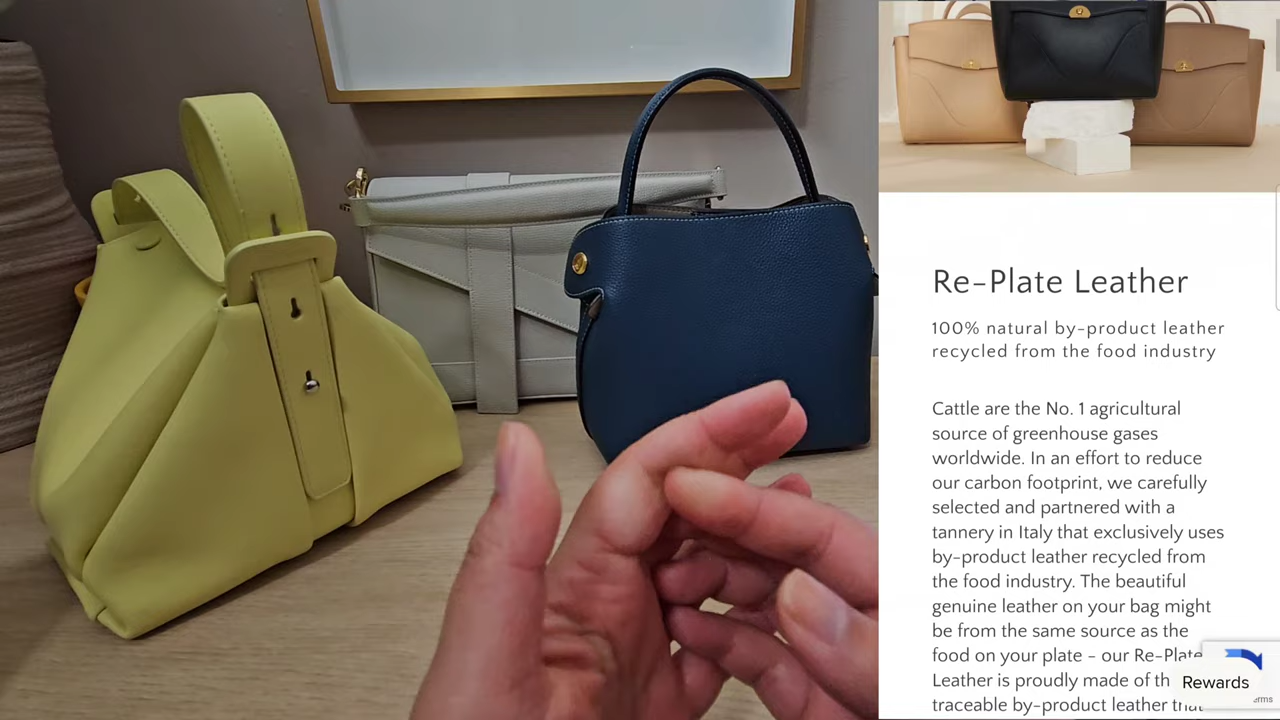 Re-Plate Leather
100% natural by-product leather
recycled from the food industry
Cattle are the No. 1 agricultural
source of greenhouse gases
worldwide. In an effort to reduce
our carbon footprint, we carefully
selected and partnered with a
tannery in Italy that exclusively uses
by-product leather recycled from
the food industry. The beautiful
genuine leather on your bag might
be from the same source as the
food on your plate - our Re-Plate
Leather is proudly made of th
traceable by-product leather that
Rewards
erms